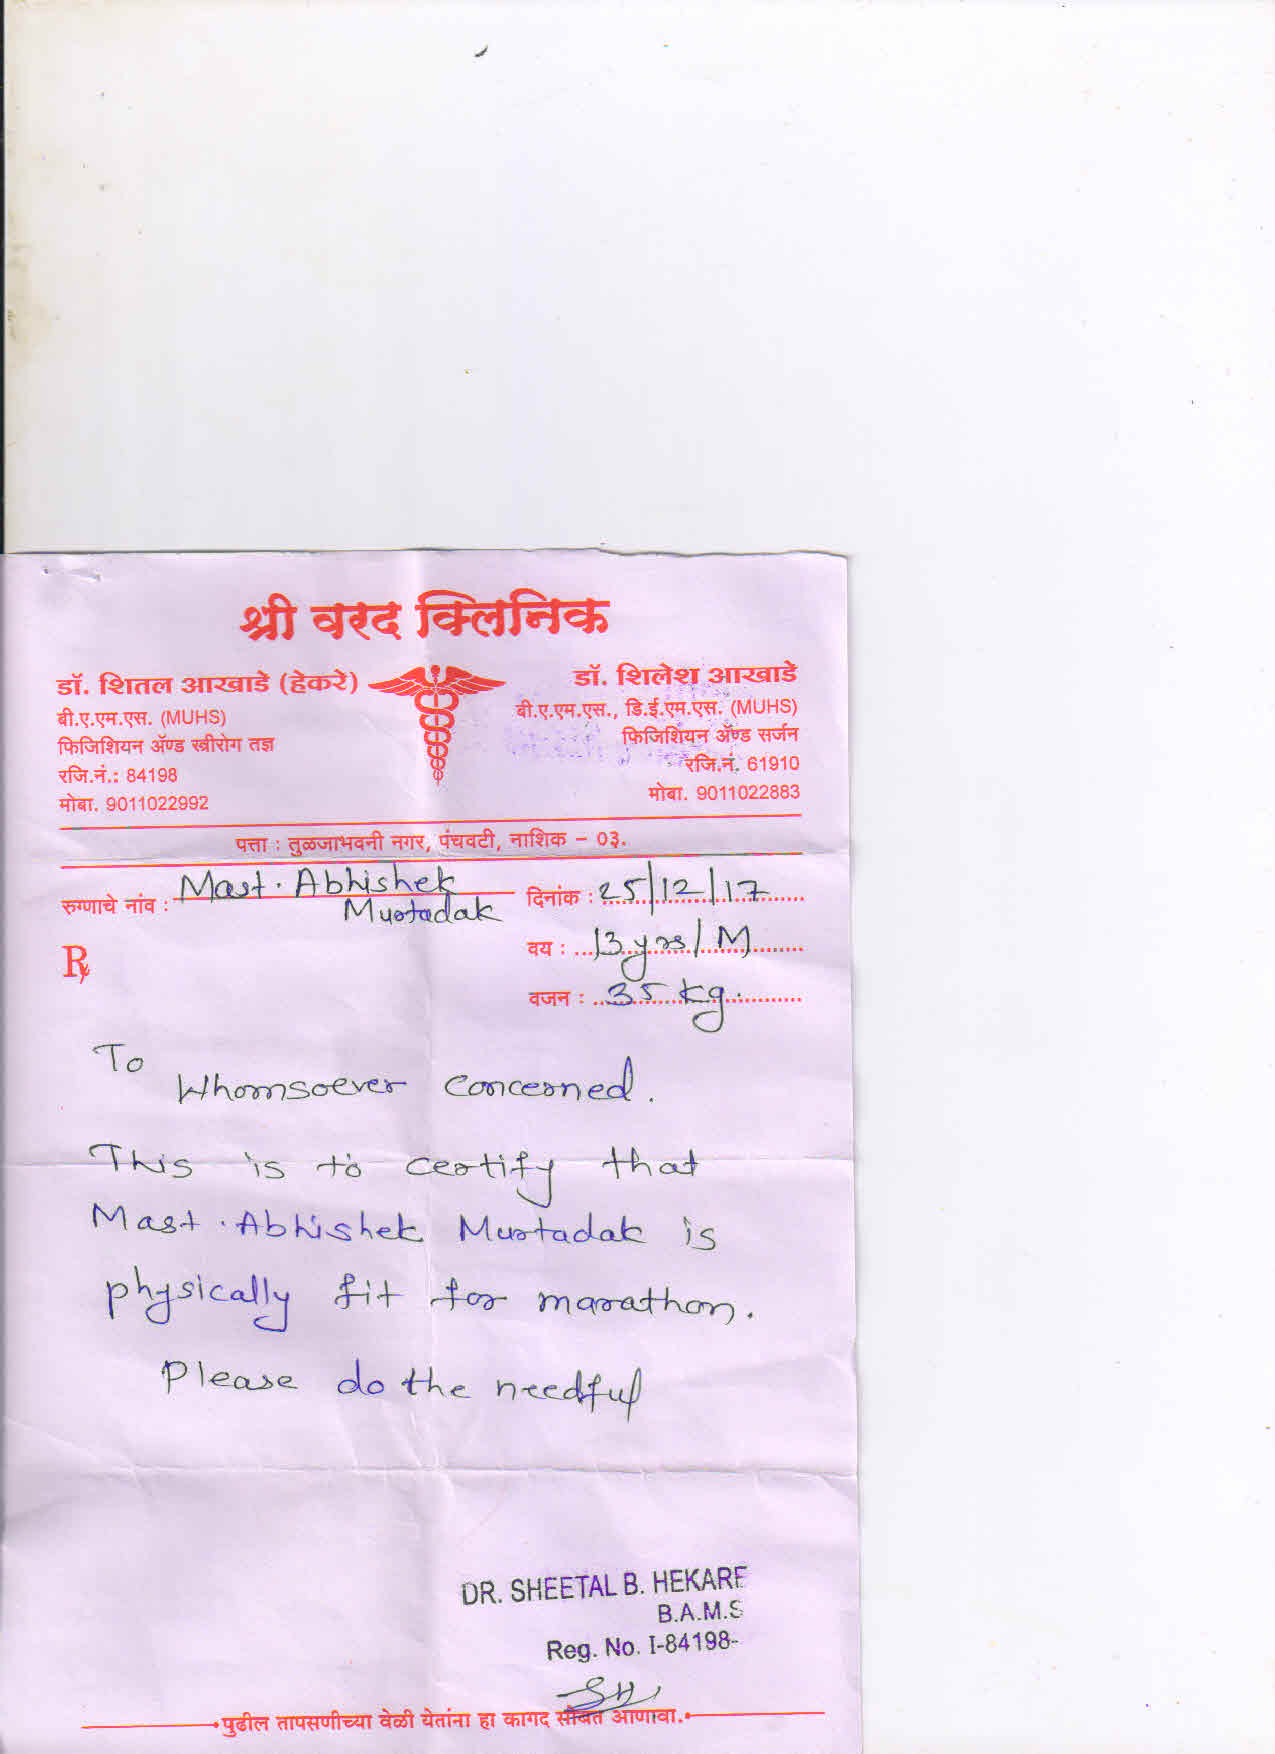 श्री वरद क्लिनिक
डॉ. शितल आखाडे (हेकरे)
बी.ए.एम.एस. (MUHS)
फिजिशियन ॲण्ड स्त्रीरोग तज्ञ
रजि.नं.: 84198
मोबा. 9011022992
डॉ. शिलेश आखाडे
बी.ए.एम.एस., डि.ई.एम.एस. (MUHS)
फिजिशियन ॲण्ड सर्जन
रजि.नं. 61910
मोबा. 9011022883
पत्ता : तुळजाभवनी नगर, पंचवटी, नाशिक – ०३.
रुग्णाचे नांव : Mast. Abhishek
Murtadak
दिनांक : 25/12/17
वय : 13 yrs / M
वजन : 35 kg.
R
To
Whomsoever concerned.
This is to certify that
Mast. Abhishek Murtadak is
physically fit for marathon.
Please do the needful
DR. SHEETAL B. HEKARE
B.A.M.S
Reg. No. I-84198-
पुढील तापसणीच्या वेळी येतांना हा कागद सोबत आणावा.